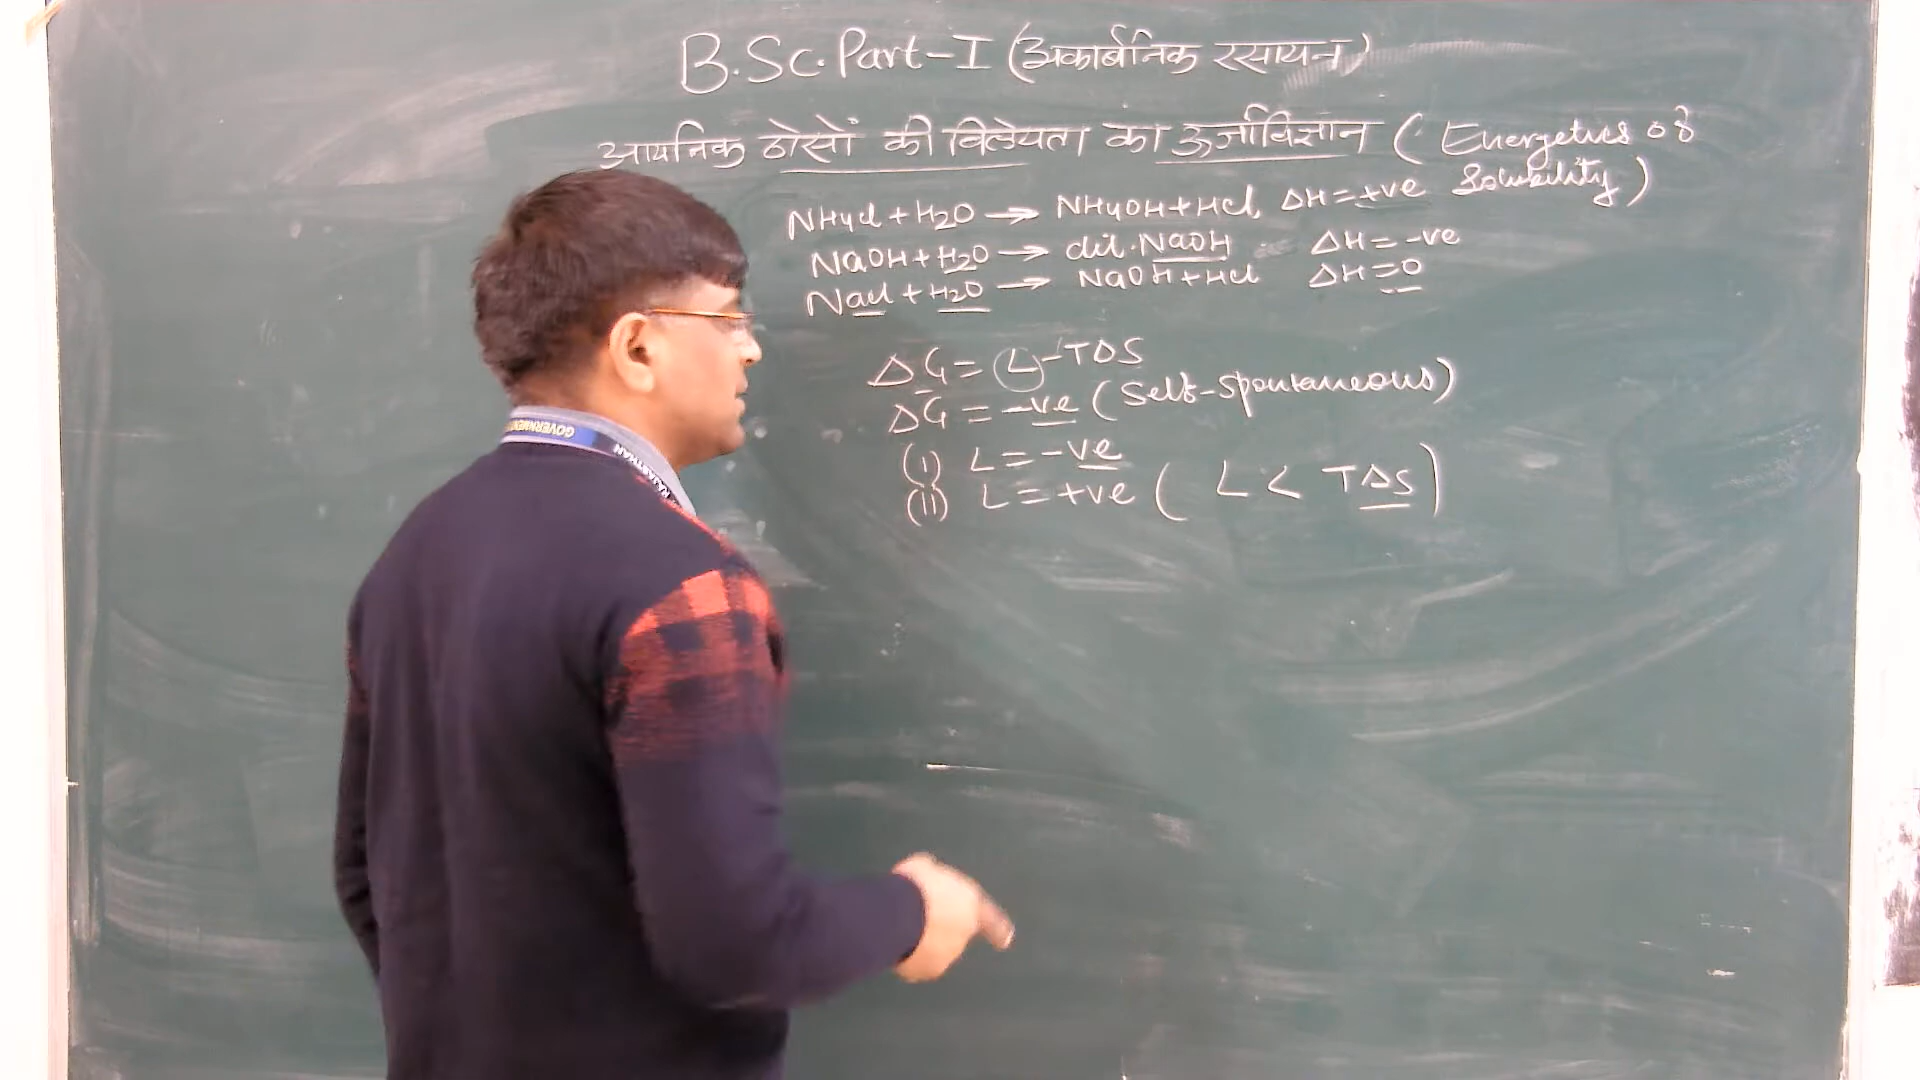 B.Sc. Part-I (अकार्बनिक रसायन)
आयनिक ठोसों की विलेयता का ऊर्जाविज्ञान (Energetics of
Solubility)
NH4Cl + H2O → NH4OH + HCl, ΔH = +ve
NaOH + H2O → dil. NaOH ΔH = -ve
NaCl + H2O → NaOH + HCl ΔH = 0
ΔG = L - TΔS
ΔG = -ve (Self-spontaneous)
(i) L = -ve
(ii) L = +ve ( L < TΔS )
GOVERNMENT
RAJASTHAN